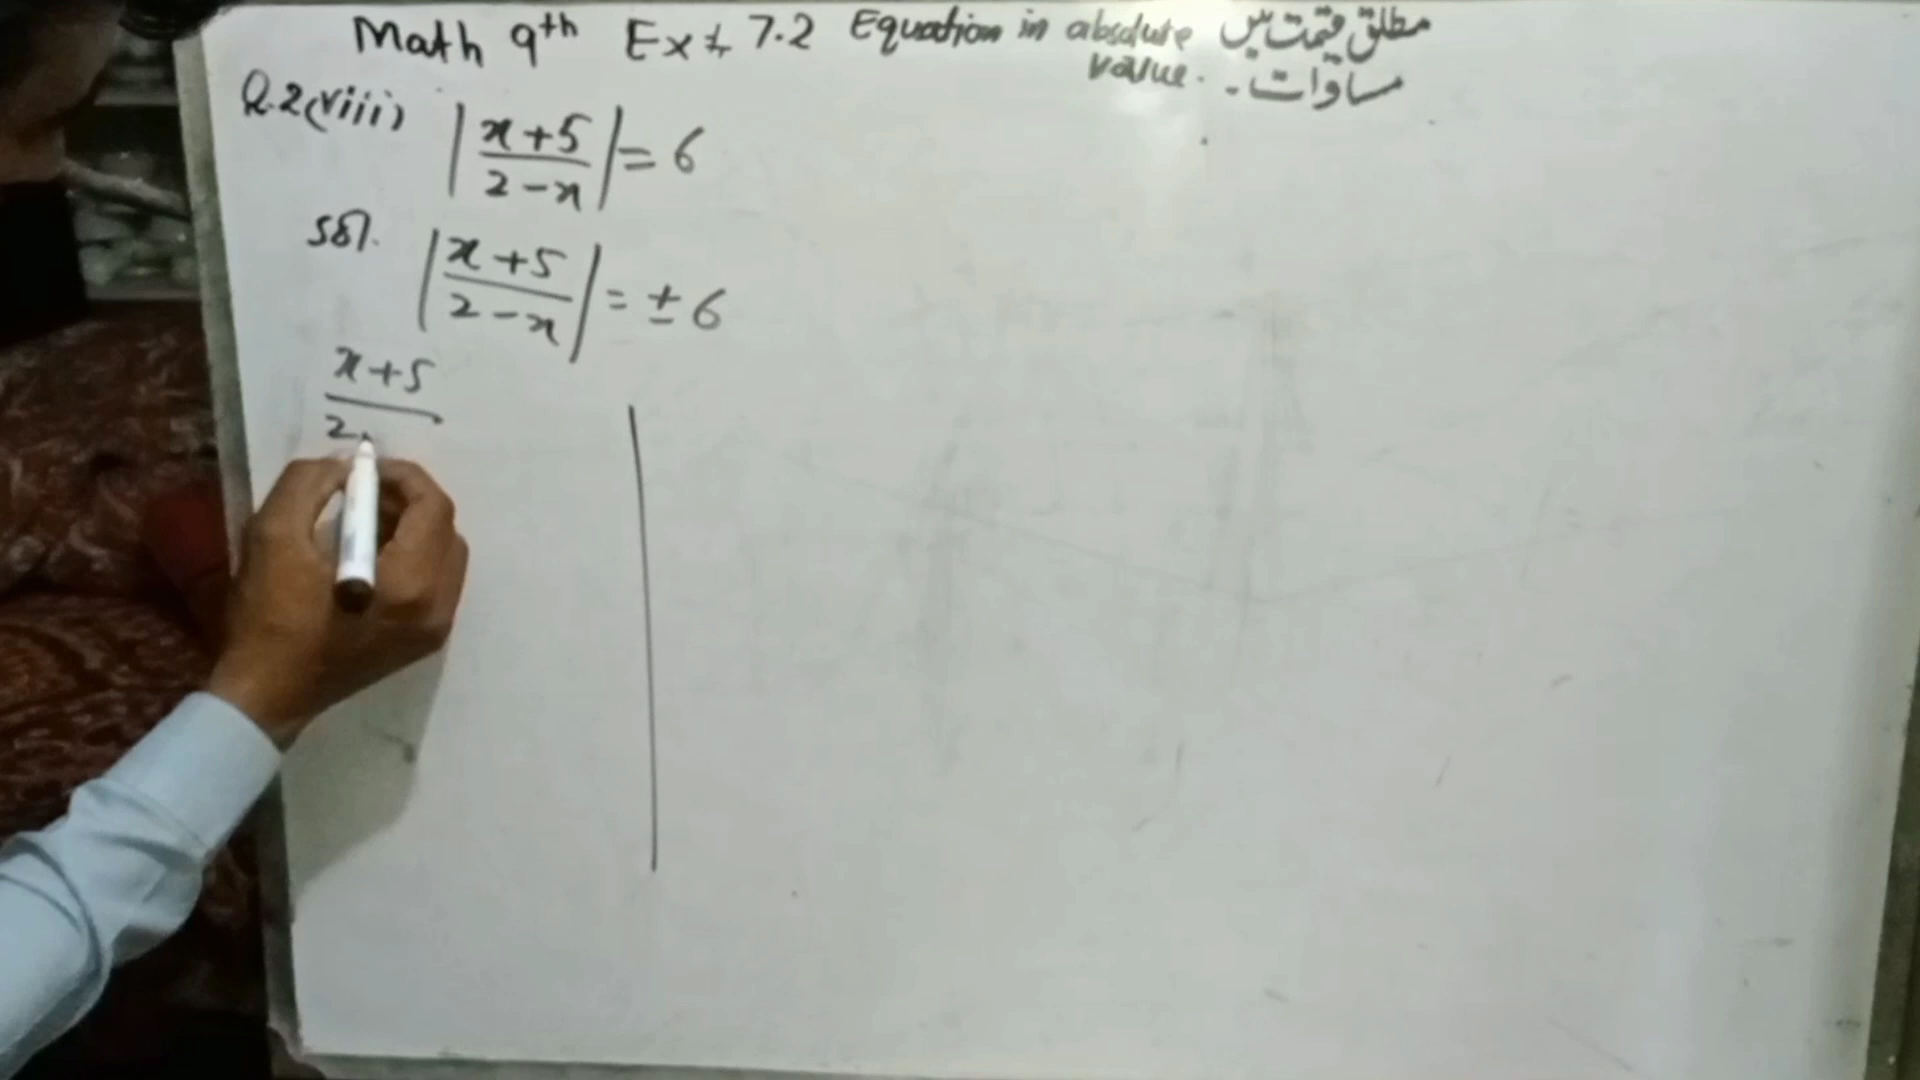 Math 9th Ex # 7.2 Equation in absolute value. مطلق قیمت میں مساوات۔
Q.2(viii) |x+5/2-x| = 6
Sol. |x+5/2-x| = ± 6
x+5/2